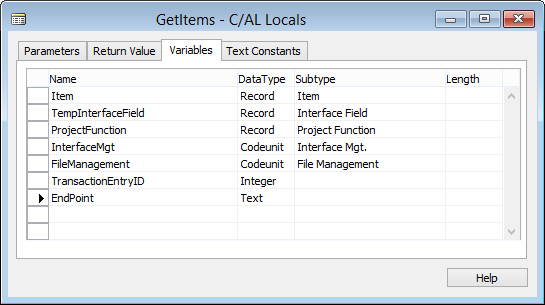 GetItems - C/AL Locals
Parameters Return Value Variables Text Constants
Name DataType Subtype Length
Item Record Item
TempInterfaceField Record Interface Field
ProjectFunction Record Project Function
InterfaceMgt Codeunit Interface Mgt.
FileManagement Codeunit File Management
TransactionEntryID Integer
EndPoint Text
Help